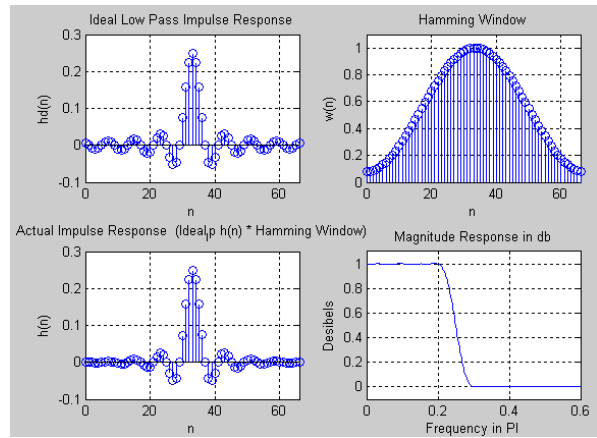 Ideal Low Pass Impulse Response
0.3
0.2
0.1
0
-0.1
hd(n)
0 20 40 60
n
Hamming Window
1
0.8
0.6
0.4
0.2
0
w(n)
0 20 40 60
n
Actual Impulse Response (Ideal_lp h(n) * Hamming Window)
0.3
0.2
0.1
0
-0.1
h(n)
0 20 40 60
n
Magnitude Response in db
1
0.8
0.6
0.4
0.2
0
Desibels
0 0.2 0.4 0.6
Frequency in PI